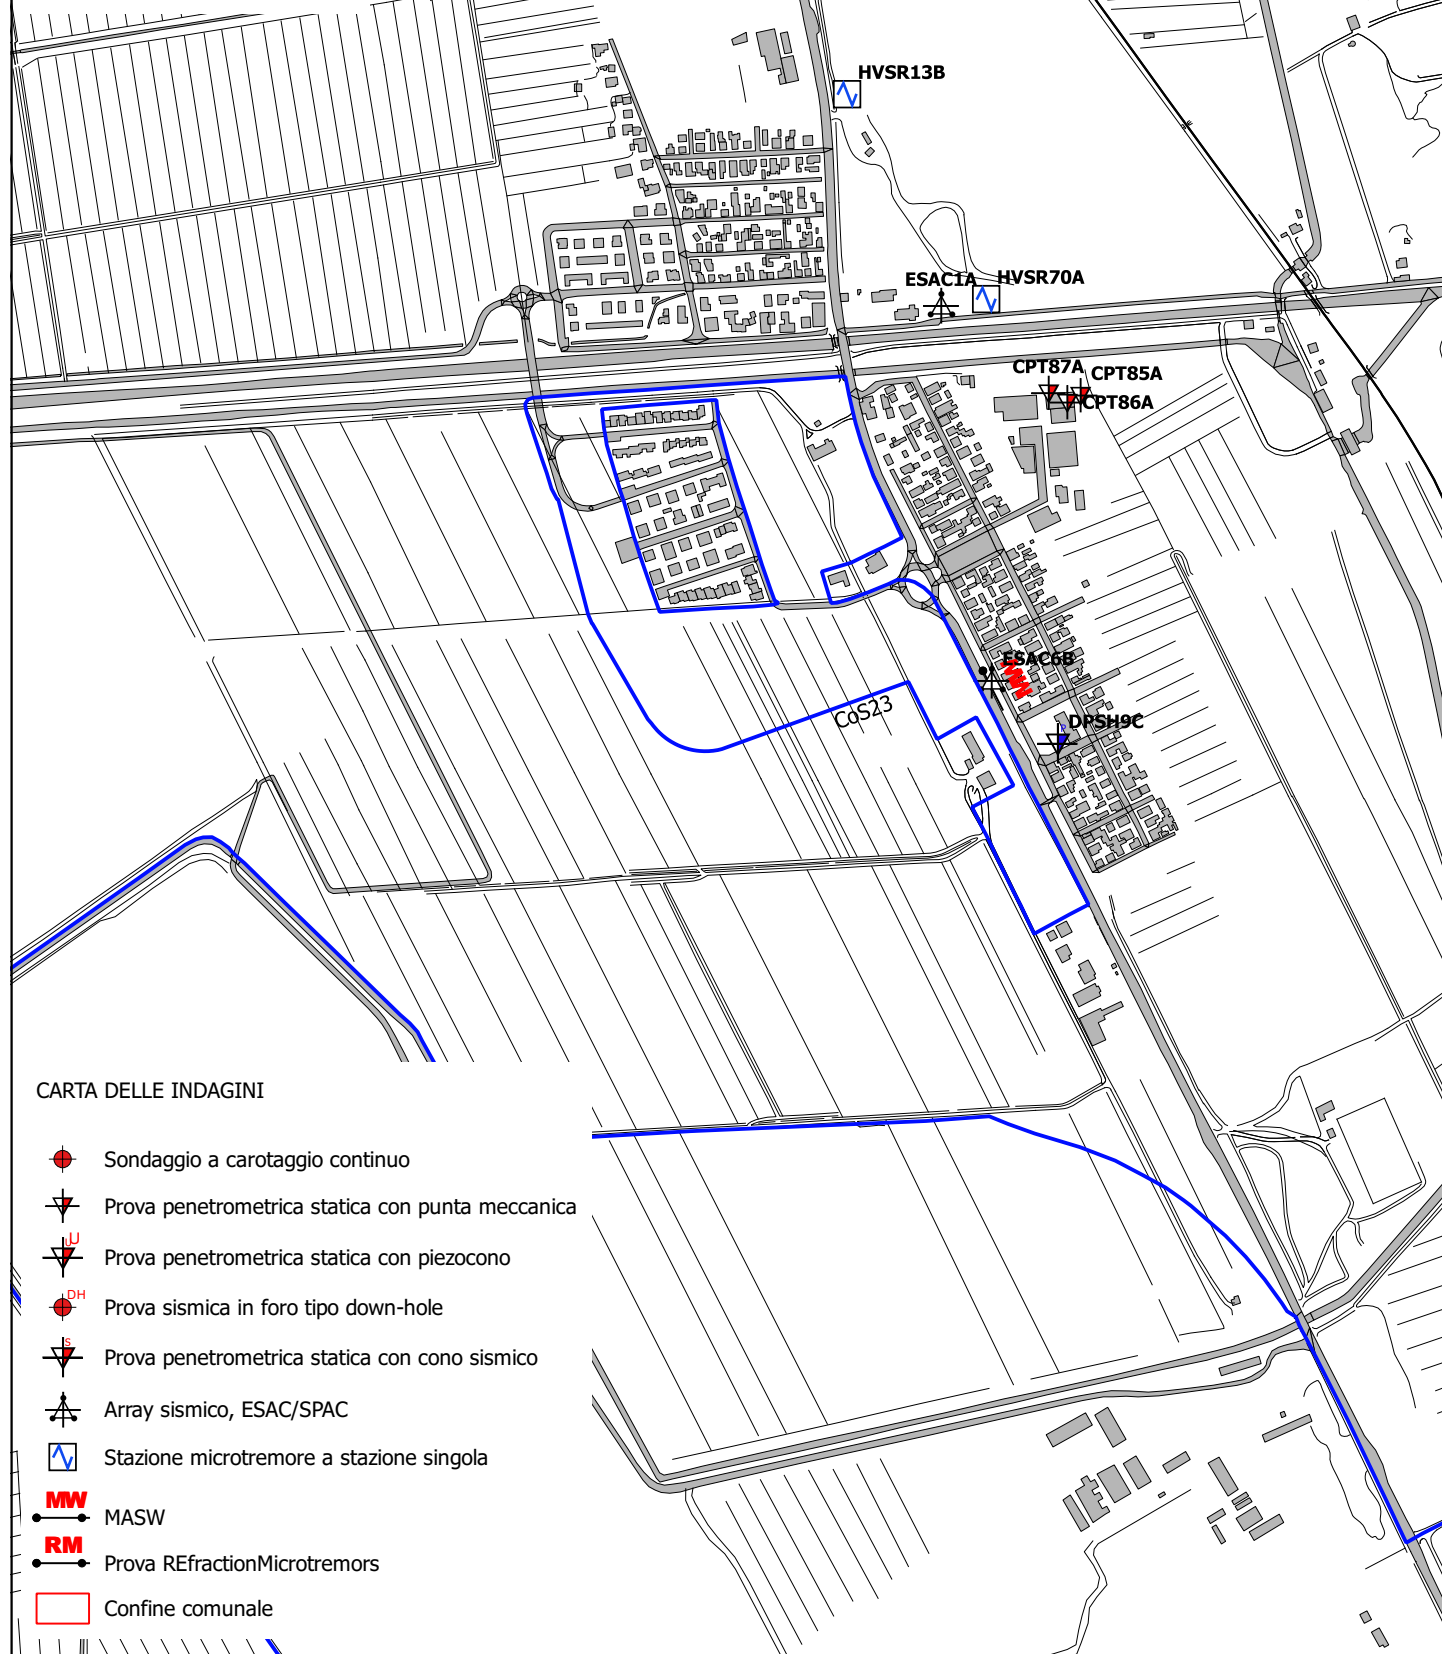 HVSR13B
ESAC1A
HVSR70A
CPT87A
CPT85A
CPT86A
ESAC6B
MW
CoS23
DPSH9C
CARTA DELLE INDAGINI
Sondaggio a carotaggio continuo
Prova penetrometrica statica con punta meccanica
U
Prova penetrometrica statica con piezocono
DH
Prova sismica in foro tipo down-hole
S
Prova penetrometrica statica con cono sismico
Array sismico, ESAC/SPAC
Stazione microtremore a stazione singola
MW
MASW
RM
Prova REfractionMicrotremors
Confine comunale